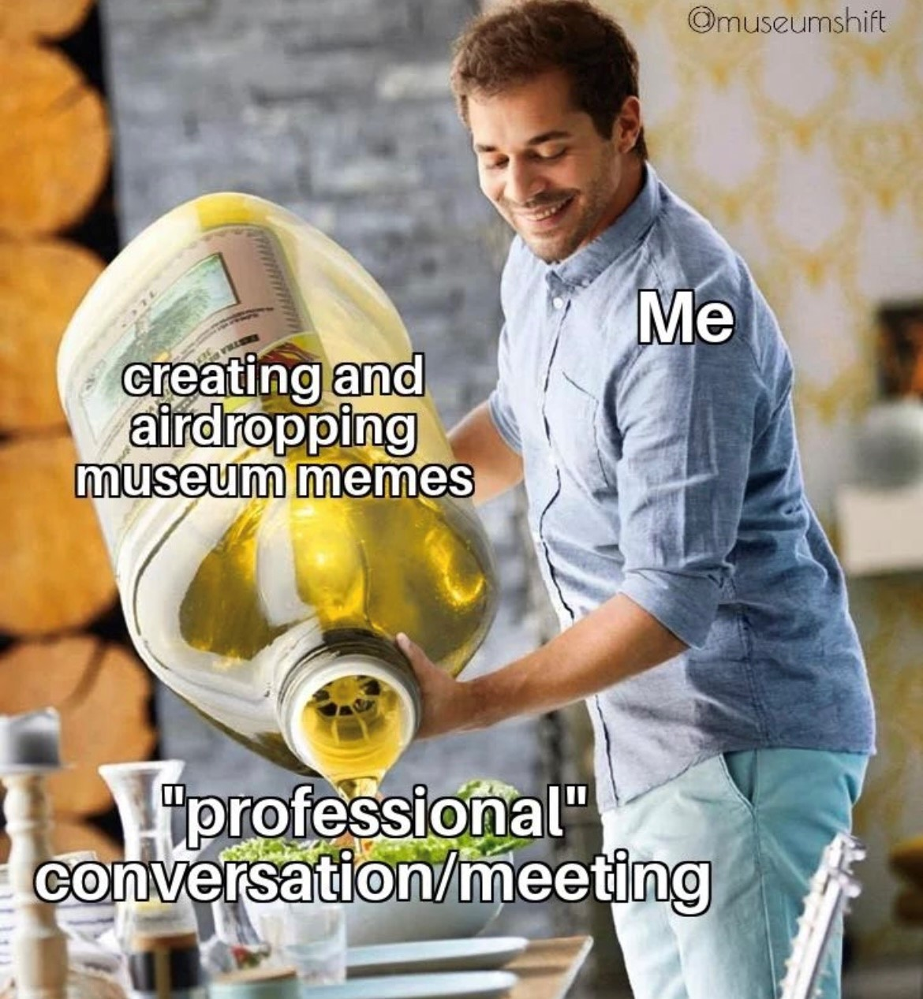 @museumshift
Me
creating and
airdropping
museum memes
"professional"
conversation/meeting